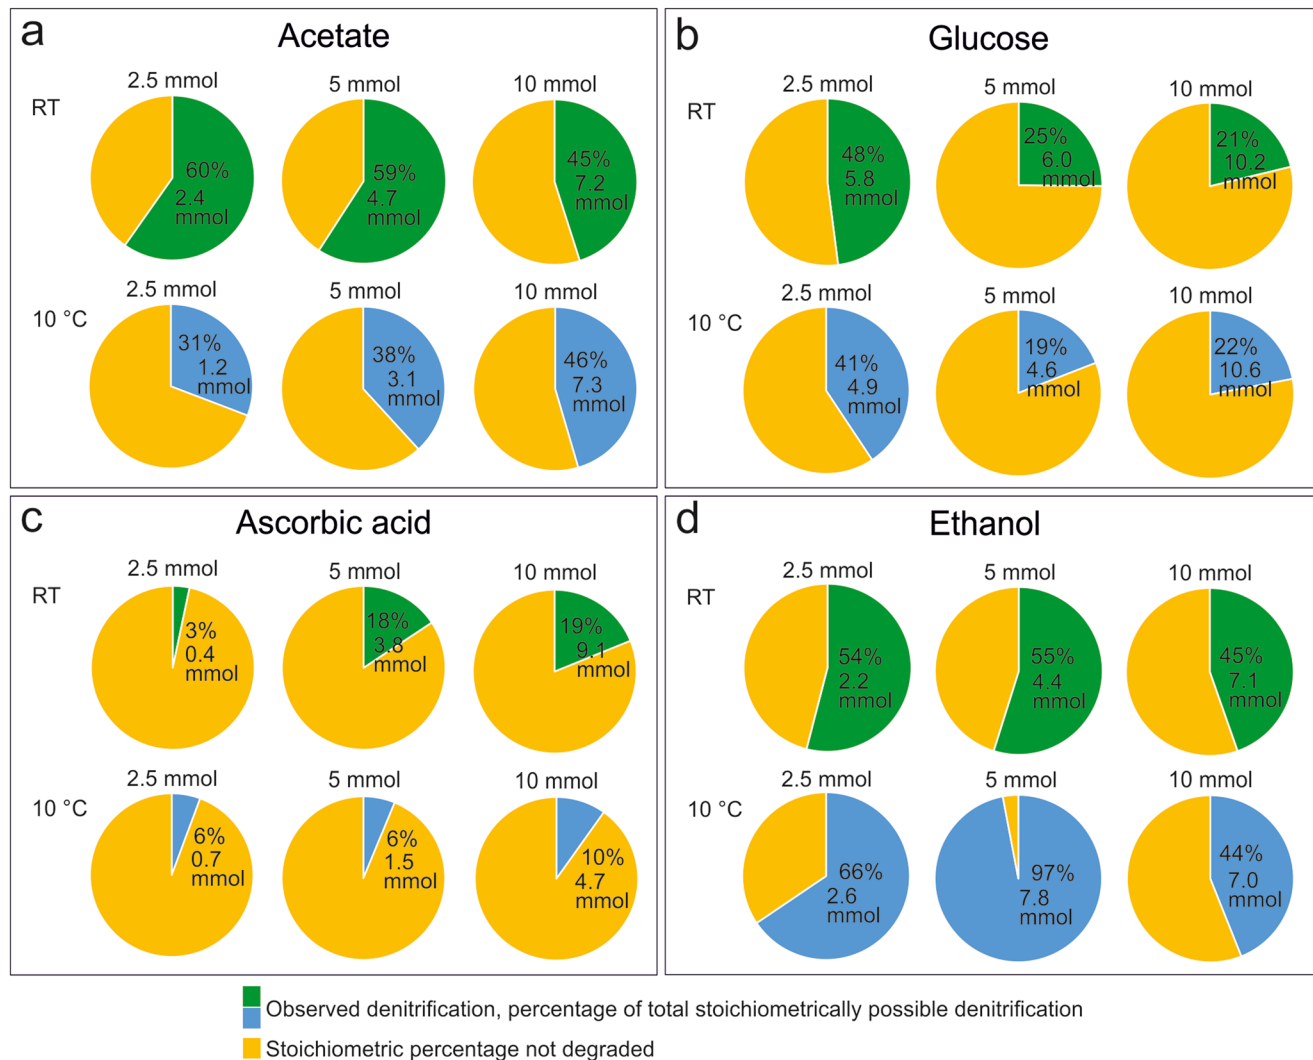 a
Acetate
2.5 mmol
5 mmol
10 mmol
RT
60%
2.4
mmol
59%
4.7
mmol
45%
7.2
mmol
2.5 mmol
5 mmol
10 mmol
10 °C
31%
1.2
mmol
38%
3.1
mmol
46%
7.3
mmol
b
Glucose
2.5 mmol
5 mmol
10 mmol
RT
48%
5.8
mmol
25%
6.0
mmol
21%
10.2
mmol
2.5 mmol
5 mmol
10 mmol
10 °C
41%
4.9
mmol
19%
4.6
mmol
22%
10.6
mmol
c
Ascorbic acid
2.5 mmol
5 mmol
10 mmol
RT
3%
0.4
mmol
18%
3.8
mmol
19%
9.1
mmol
2.5 mmol
5 mmol
10 mmol
10 °C
6%
0.7
mmol
6%
1.5
mmol
10%
4.7
mmol
d
Ethanol
2.5 mmol
5 mmol
10 mmol
RT
54%
2.2
mmol
55%
4.4
mmol
45%
7.1
mmol
2.5 mmol
5 mmol
10 mmol
10 °C
66%
2.6
mmol
97%
7.8
mmol
44%
7.0
mmol
Observed denitrification, percentage of total stoichiometrically possible denitrification
Stoichiometric percentage not degraded